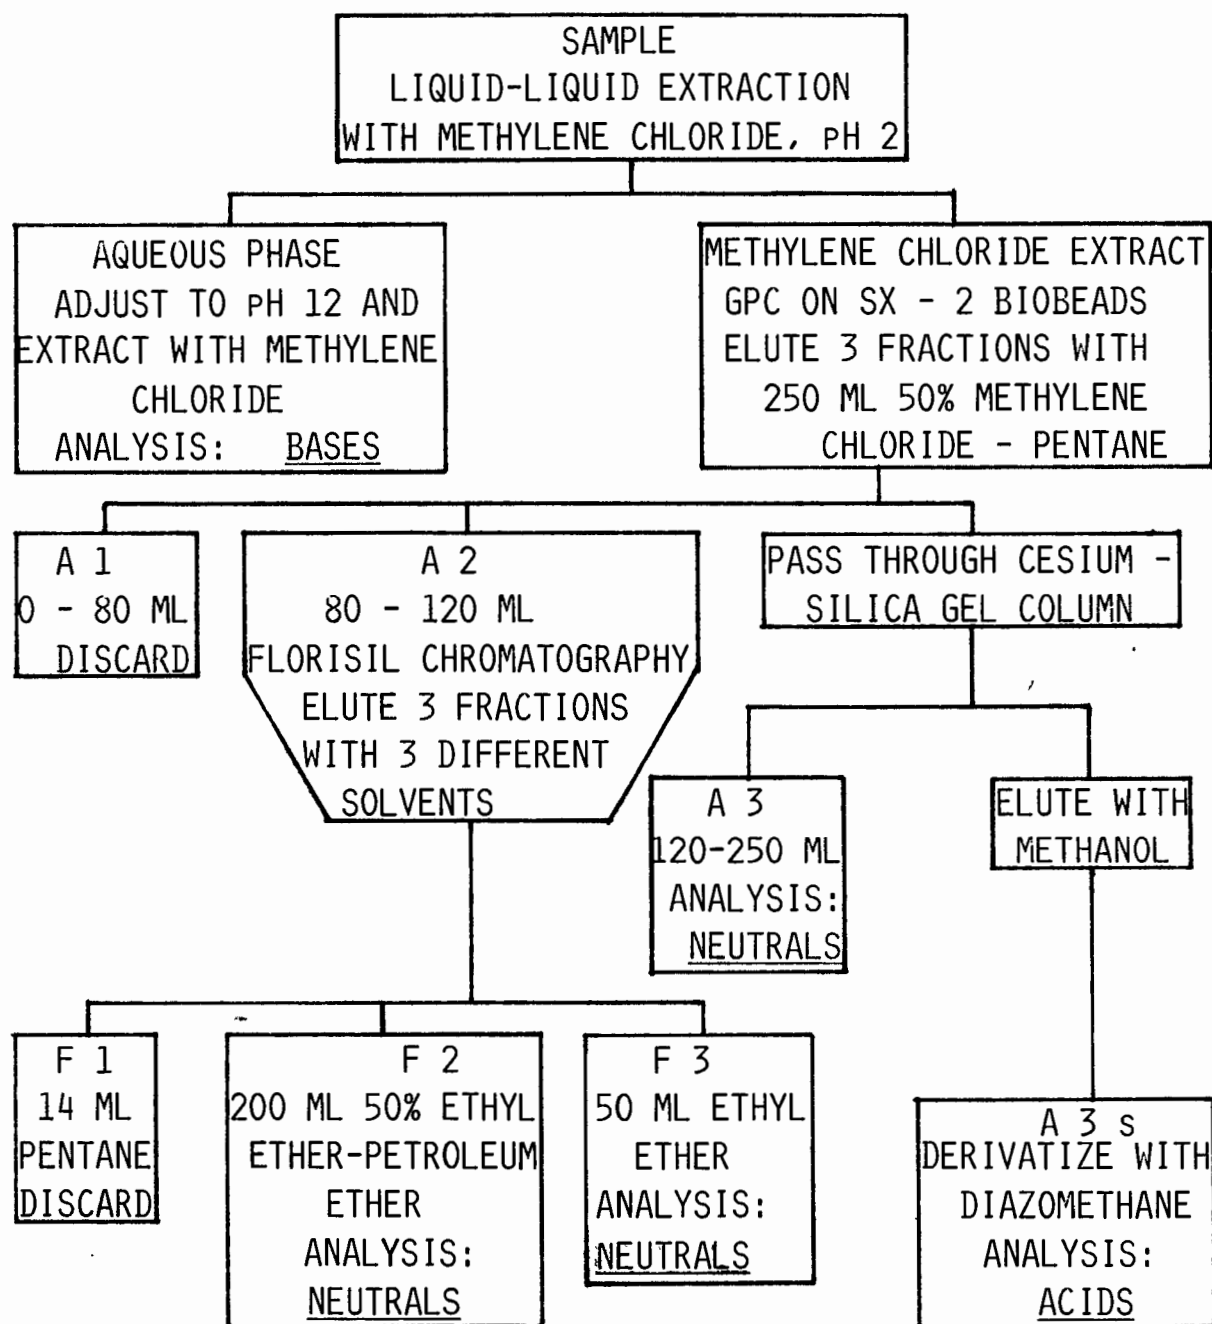 SAMPLE
LIQUID-LIQUID EXTRACTION
WITH METHYLENE CHLORIDE, PH 2
AQUEOUS PHASE
ADJUST TO PH 12 AND
EXTRACT WITH METHYLENE
CHLORIDE
ANALYSIS: BASES
METHYLENE CHLORIDE EXTRACT
GPC ON SX - 2 BIOBEADS
ELUTE 3 FRACTIONS WITH
250 ML 50% METHYLENE
CHLORIDE - PENTANE
A 1
0 - 80 ML
DISCARD
A 2
80 - 120 ML
FLORISIL CHROMATOGRAPHY
ELUTE 3 FRACTIONS
WITH 3 DIFFERENT
SOLVENTS
PASS THROUGH CESIUM -
SILICA GEL COLUMN
A 3
120-250 ML
ANALYSIS:
NEUTRALS
ELUTE WITH
METHANOL
F 1
14 ML
PENTANE
DISCARD
F 2
200 ML 50% ETHYL
ETHER-PETROLEUM
ETHER
ANALYSIS:
NEUTRALS
F 3
50 ML ETHYL
ETHER
ANALYSIS:
NEUTRALS
A 3 s
DERIVATIZE WITH
DIAZOMETHANE
ANALYSIS:
ACIDS